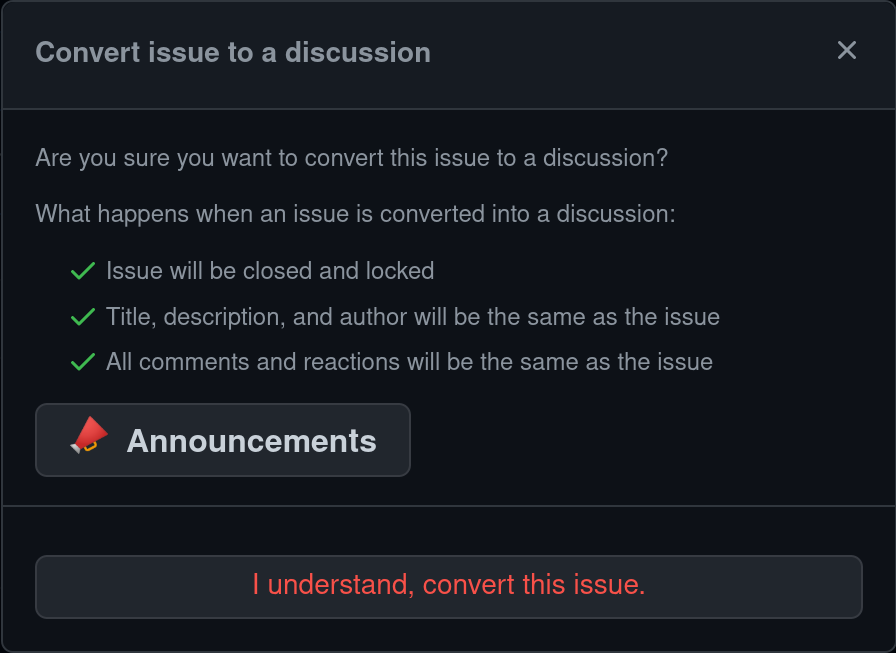 Convert issue to a discussion
Are you sure you want to convert this issue to a discussion?
What happens when an issue is converted into a discussion:
Issue will be closed and locked
Title, description, and author will be the same as the issue
All comments and reactions will be the same as the issue
Announcements
I understand, convert this issue.